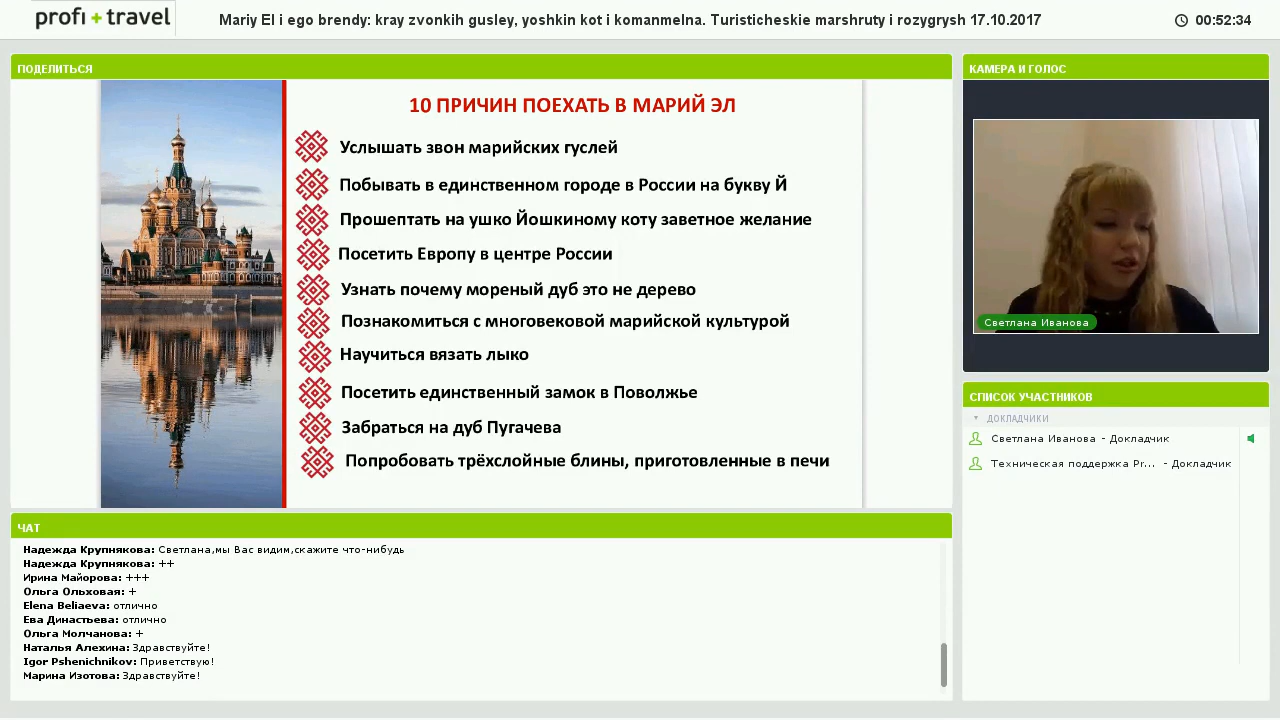 profi + travel
Mariy El i ego brendy: kray zvonkih gusley, yoshkin kot i komanmelna. Turisticheskie marshruty i rozygrysh 17.10.2017
00:52:34
ПОДЕЛИТЬСЯ
10 ПРИЧИН ПОЕХАТЬ В МАРИЙ ЭЛ
Услышать звон марийских гуслей
Побывать в единственном городе в России на букву Й
Прошептать на ушко Йошкиному коту заветное желание
Посетить Европу в центре России
Узнать почему мореный дуб это не дерево
Познакомиться с многовековой марийской культурой
Научиться вязать лыко
Посетить единственный замок в Поволжье
Забраться на дуб Пугачева
Попробовать трёхслойные блины, приготовленные в печи
КАМЕРА И ГОЛОС
Светлана Иванова
СПИСОК УЧАСТНИКОВ
ДОКЛАДЧИКИ
Светлана Иванова - Докладчик
Техническая поддержка Pr... - Докладчик
ЧАТ
Надежда Крупнякова: Светлана,мы Вас видим,скажите что-нибудь
Надежда Крупнякова: ++
Ирина Майорова: +++
Ольга Ольховая: +
Elena Beliaeva: отлично
Ева Династьева: отлично
Ольга Молчанова: +
Наталья Алехина: Здравствуйте!
Igor Pshenichnikov: Приветствую!
Марина Изотова: Здравствуйте!